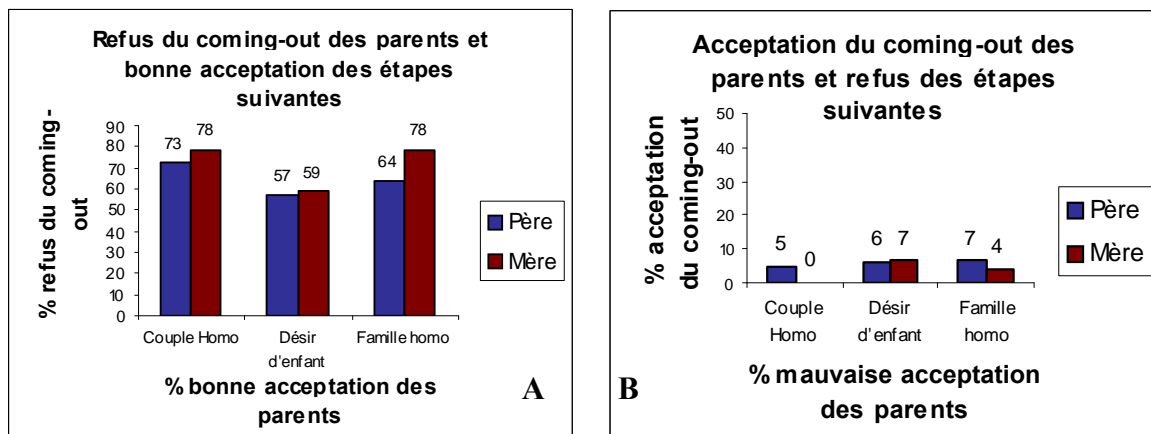 Refus du coming-out des parents et
bonne acceptation des étapes
suivantes
% refus du coming-
out
90
80
70
60
50
40
30
20
10
0
73
78
57
59
64
78
Couple Homo
Désir
d'enfant
Famille homo
% bonne acceptation des
parents
Père
Mère
A
Acceptation du coming-out des
parents et refus des étapes
suivantes
% acceptation
du coming-out
50
40
30
20
10
0
5
0
6
7
7
4
Couple
Homo
Désir
d'enfant
Famille
homo
% mauvaise acceptation
des parents
Père
Mère
B